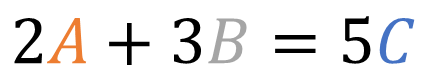 2A + 3B = 5C